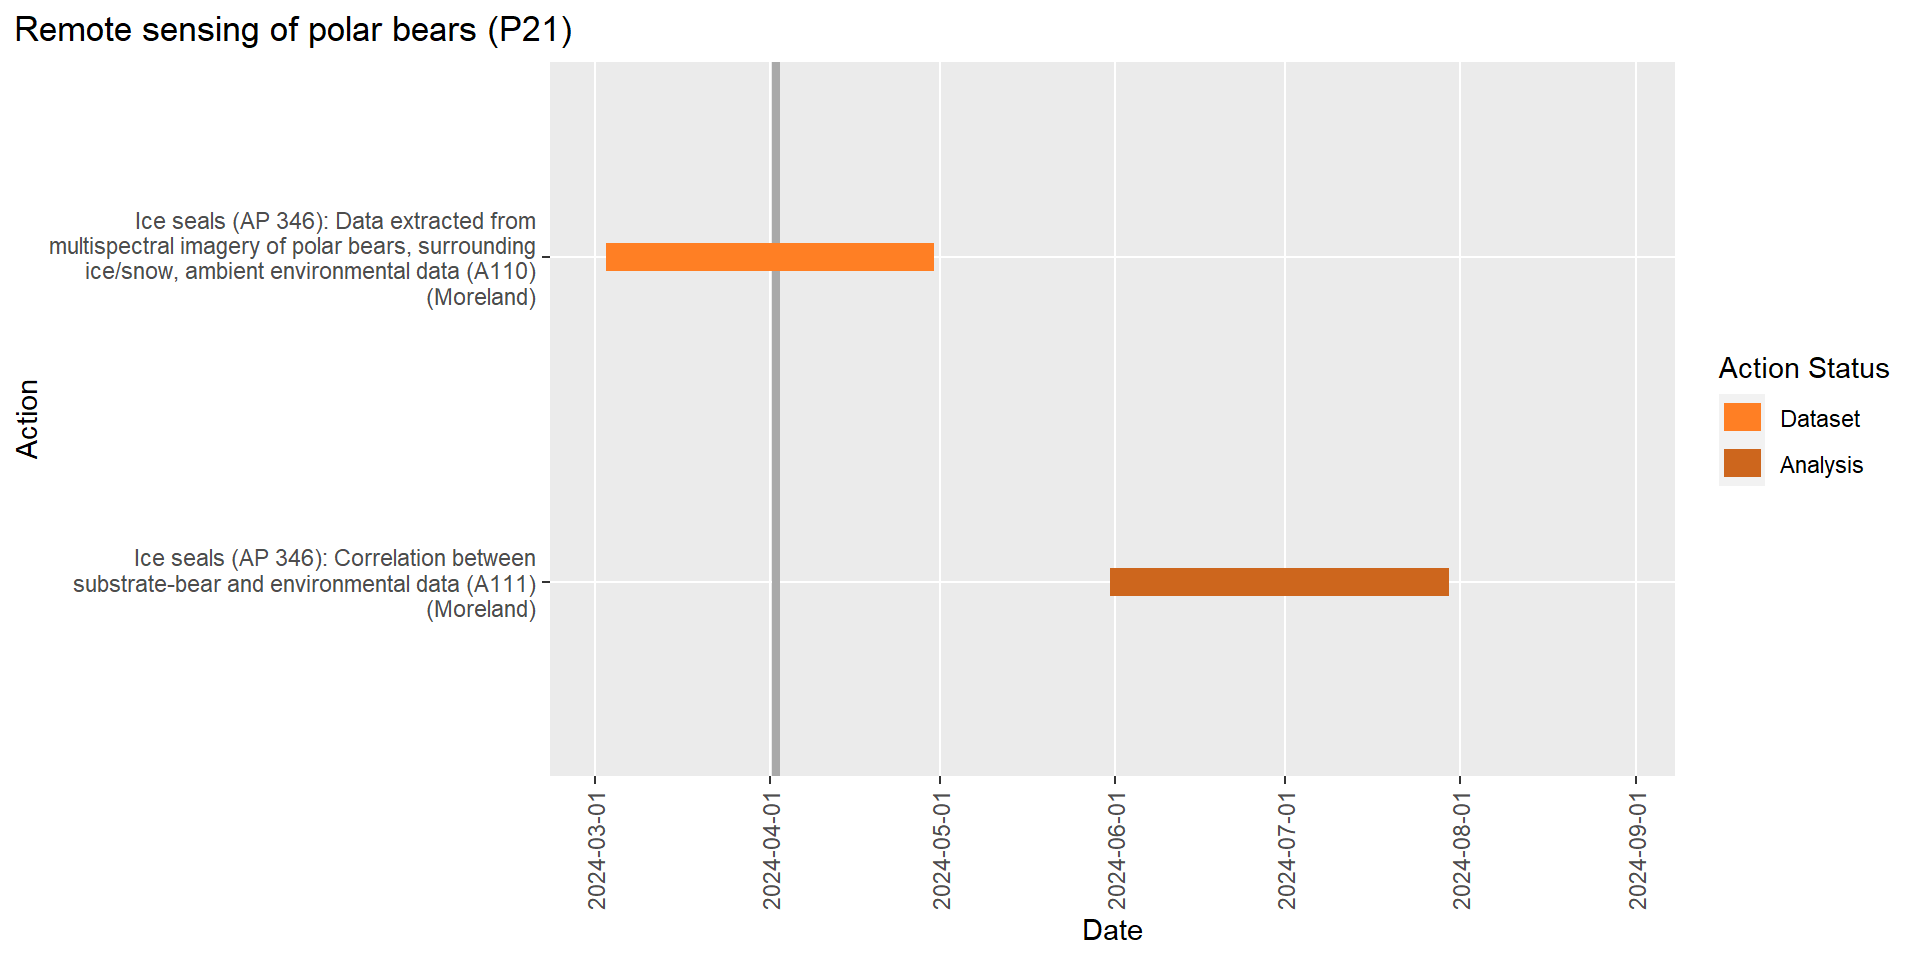 Remote sensing of polar bears (P21)
Ice seals (AP 346): Data extracted from
multispectral imagery of polar bears, surrounding
ice/snow, ambient environmental data (A110)
(Moreland)
Ice seals (AP 346): Correlation between
substrate-bear and environmental data (A111)
(Moreland)
Action
2024-03-01
2024-04-01
2024-05-01
2024-06-01
2024-07-01
2024-08-01
2024-09-01
Date
Action Status
Dataset
Analysis